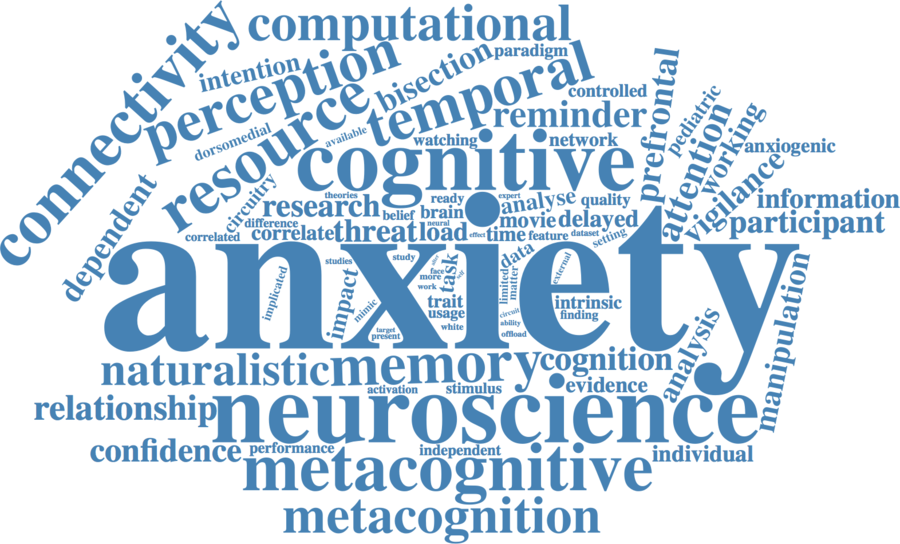 computational
connectivity
intention
perception
bisection
paradigm
temporal
resource
controlled
reminder
prefrontal
pediatric
attention
working
vigilance
anxiogenic
dorsomedial
available
watching
network
cognitive
dependent
circuitry
theories
research
difference
correlated
correlate
belief
ready
brain
neural
expert
analyse
quality
movie
delayed
information
participant
threat
load
effect
time
feature
dataset
setting
anxiety
implicated
studies
study
impact
mimic
face
more
work
task
trait
usage
white
target
present
data
limited
matter
external
intrinsic
finding
circuit
ability
offload
analysis
manipulation
naturalistic
memory
cognition
activation
stimulus
evidence
relationship
neuroscience
confidence
performance
independent
individual
metacognitive
metacognition